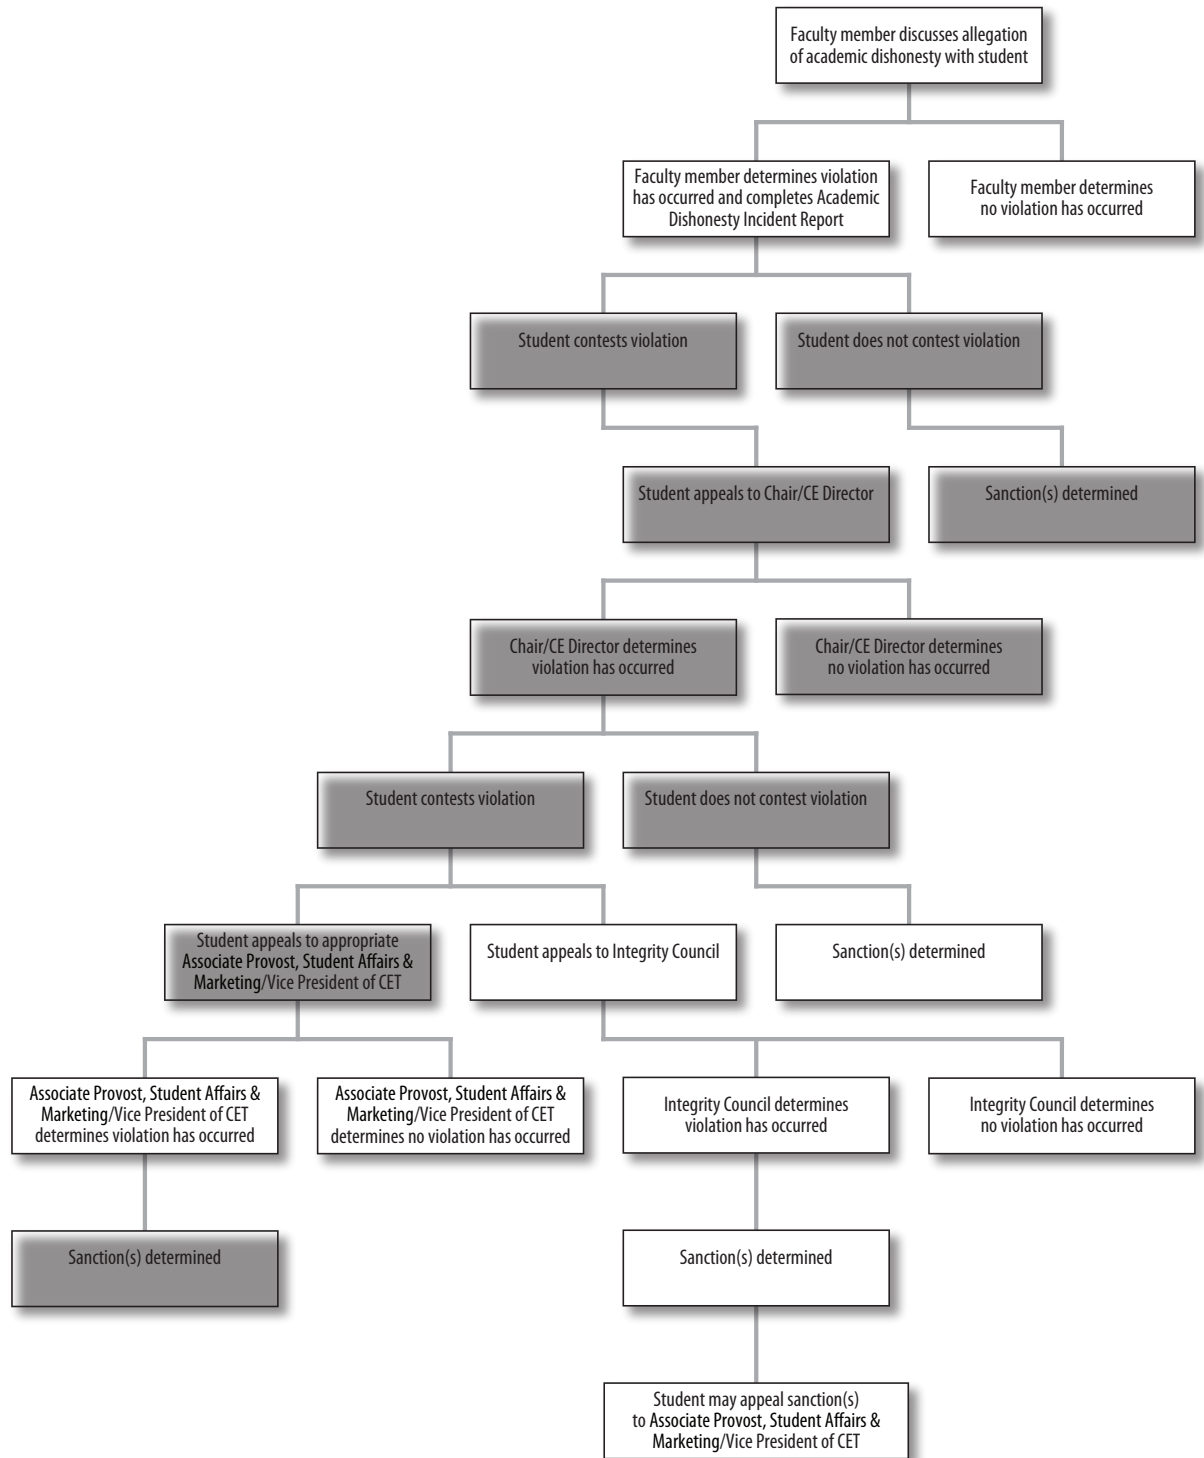 Faculty member discusses allegation
of academic dishonesty with student
Faculty member determines violation
has occurred and completes Academic
Dishonesty Incident Report
Faculty member determines
no violation has occurred
Student contests violation
Student does not contest violation
Student appeals to Chair/CE Director
Sanction(s) determined
Chair/CE Director determines
violation has occurred
Chair/CE Director determines
no violation has occurred
Student contests violation
Student does not contest violation
Student appeals to appropriate
Associate Provost, Student Affairs &
Marketing/Vice President of CET
Student appeals to Integrity Council
Sanction(s) determined
Associate Provost, Student Affairs &
Marketing/Vice President of CET
determines violation has occurred
Associate Provost, Student Affairs &
Marketing/Vice President of CET
determines no violation has occurred
Integrity Council determines
violation has occurred
Integrity Council determines
no violation has occurred
Sanction(s) determined
Sanction(s) determined
Student may appeal sanction(s)
to Associate Provost, Student Affairs &
Marketing/Vice President of CET